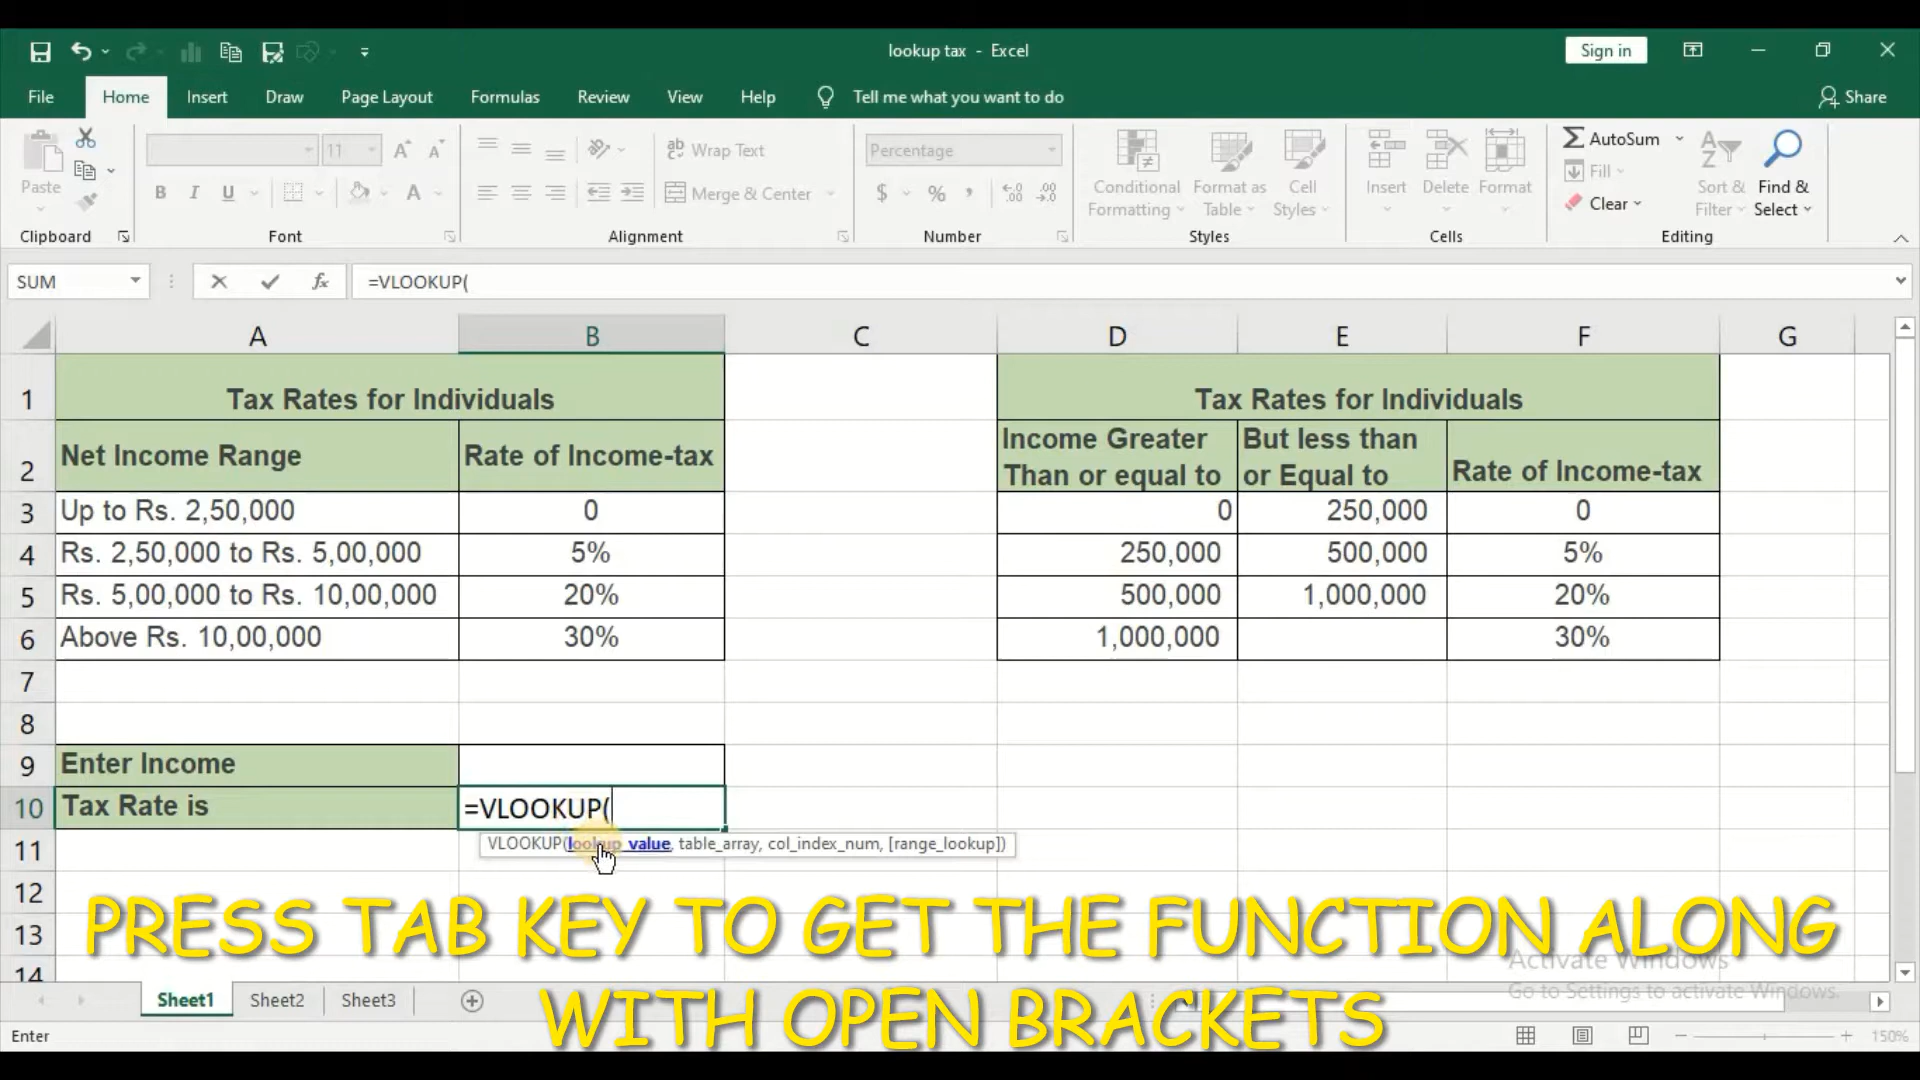 lookup tax - Excel
Sign in
File Home Insert Draw Page Layout Formulas Review View Help Tell me what you want to do Share
Paste
11
B I U A
Wrap Text
Merge & Center
Percentage
$ % ,
Conditional Formatting
Format as Table
Cell Styles
Insert
Delete
Format
AutoSum
Fill
Clear
Sort & Filter
Find & Select
Clipboard Font Alignment Number Styles Cells Editing
SUM fx =VLOOKUP(
A B C D E F G
1 Tax Rates for Individuals Tax Rates for Individuals
2 Net Income Range Rate of Income-tax Income Greater Than or equal to But less than or Equal to Rate of Income-tax
3 Up to Rs. 2,50,000 0 0 250,000 0
4 Rs. 2,50,000 to Rs. 5,00,000 5% 250,000 500,000 5%
5 Rs. 5,00,000 to Rs. 10,00,000 20% 500,000 1,000,000 20%
6 Above Rs. 10,00,000 30% 1,000,000 30%
7
8
9 Enter Income
10 Tax Rate is =VLOOKUP(
11 VLOOKUP(lookup_value, table_array, col_index_num, [range_lookup])
12
PRESS TAB KEY TO GET THE FUNCTION ALONG
13
Activate Windows
14
Go to Settings to activate Windows.
Sheet1 Sheet2 Sheet3
WITH OPEN BRACKETS
Enter
150%